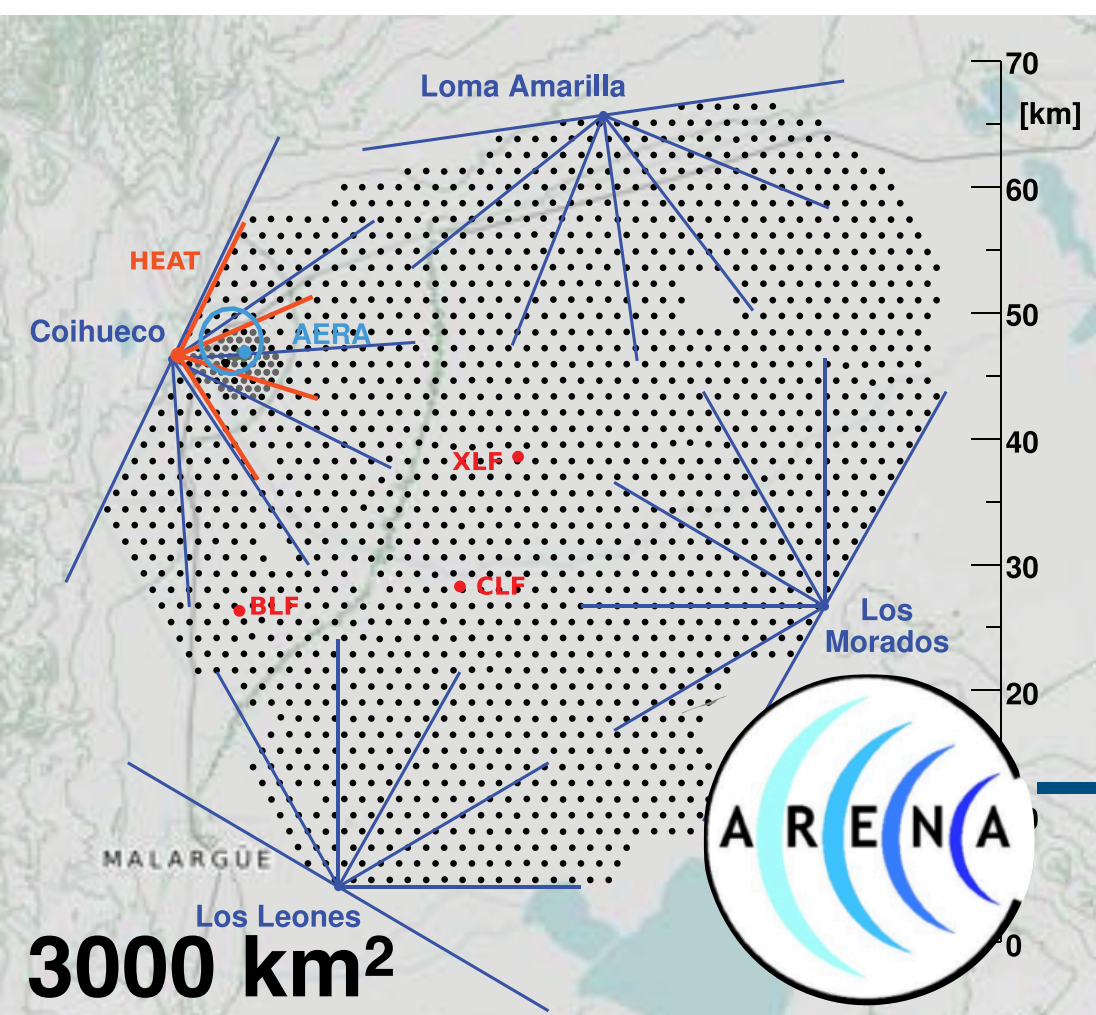 70
Loma Amarilla
[km]
60
HEAT
50
Coihueco
AERA
40
XLF
30
CLF
BLF
Los
Morados
20
A R E N A
MALARGÜE
Los Leones
3000 km²
0